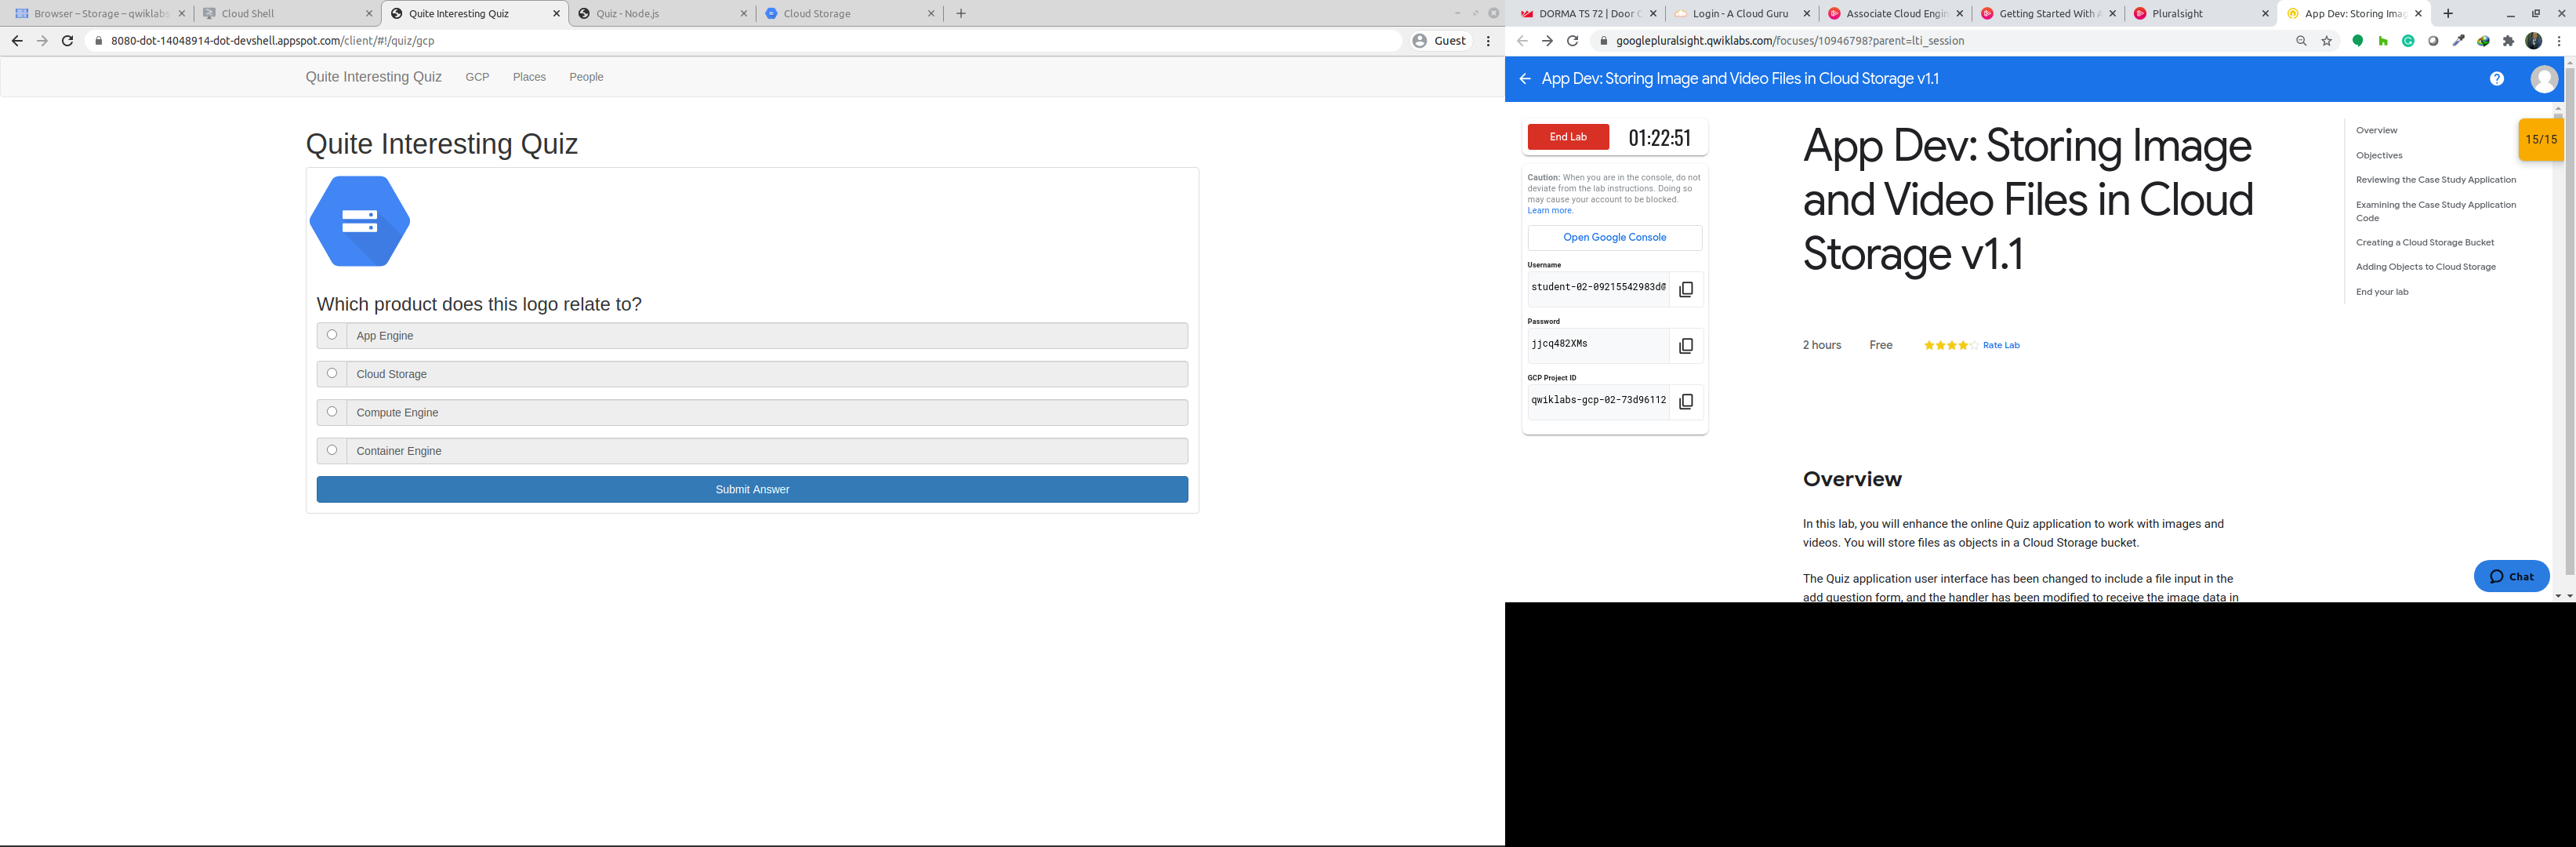 Browser – Storage – qwiklabs
Cloud Shell
Quite Interesting Quiz
Quiz - Node.js
Cloud Storage
8080-dot-14048914-dot-devshell.appspot.com/client/#!/quiz/gcp
Guest
Quite Interesting Quiz GCP Places People
Quite Interesting Quiz
Which product does this logo relate to?
App Engine
Cloud Storage
Compute Engine
Container Engine
Submit Answer
DORMA TS 72 | Door C
Login - A Cloud Guru
Associate Cloud Engin
Getting Started With A
Pluralsight
App Dev: Storing Imag
googlepluralsight.qwiklabs.com/focuses/10946798?parent=lti_session
App Dev: Storing Image and Video Files in Cloud Storage v1.1
End Lab 01:22:51
Caution: When you are in the console, do not
deviate from the lab instructions. Doing so
may cause your account to be blocked.
Learn more.
Open Google Console
Username
student-02-09215542983d@
Password
jjcq482XMs
GCP Project ID
qwiklabs-gcp-02-73d96112
App Dev: Storing Image
and Video Files in Cloud
Storage v1.1
2 hours Free Rate Lab
Overview
In this lab, you will enhance the online Quiz application to work with images and
videos. You will store files as objects in a Cloud Storage bucket.
The Quiz application user interface has been changed to include a file input in the
add question form, and the handler has been modified to receive the image data in
Overview
Objectives
Reviewing the Case Study Application
Examining the Case Study Application
Code
Creating a Cloud Storage Bucket
Adding Objects to Cloud Storage
End your lab
15/15
Chat